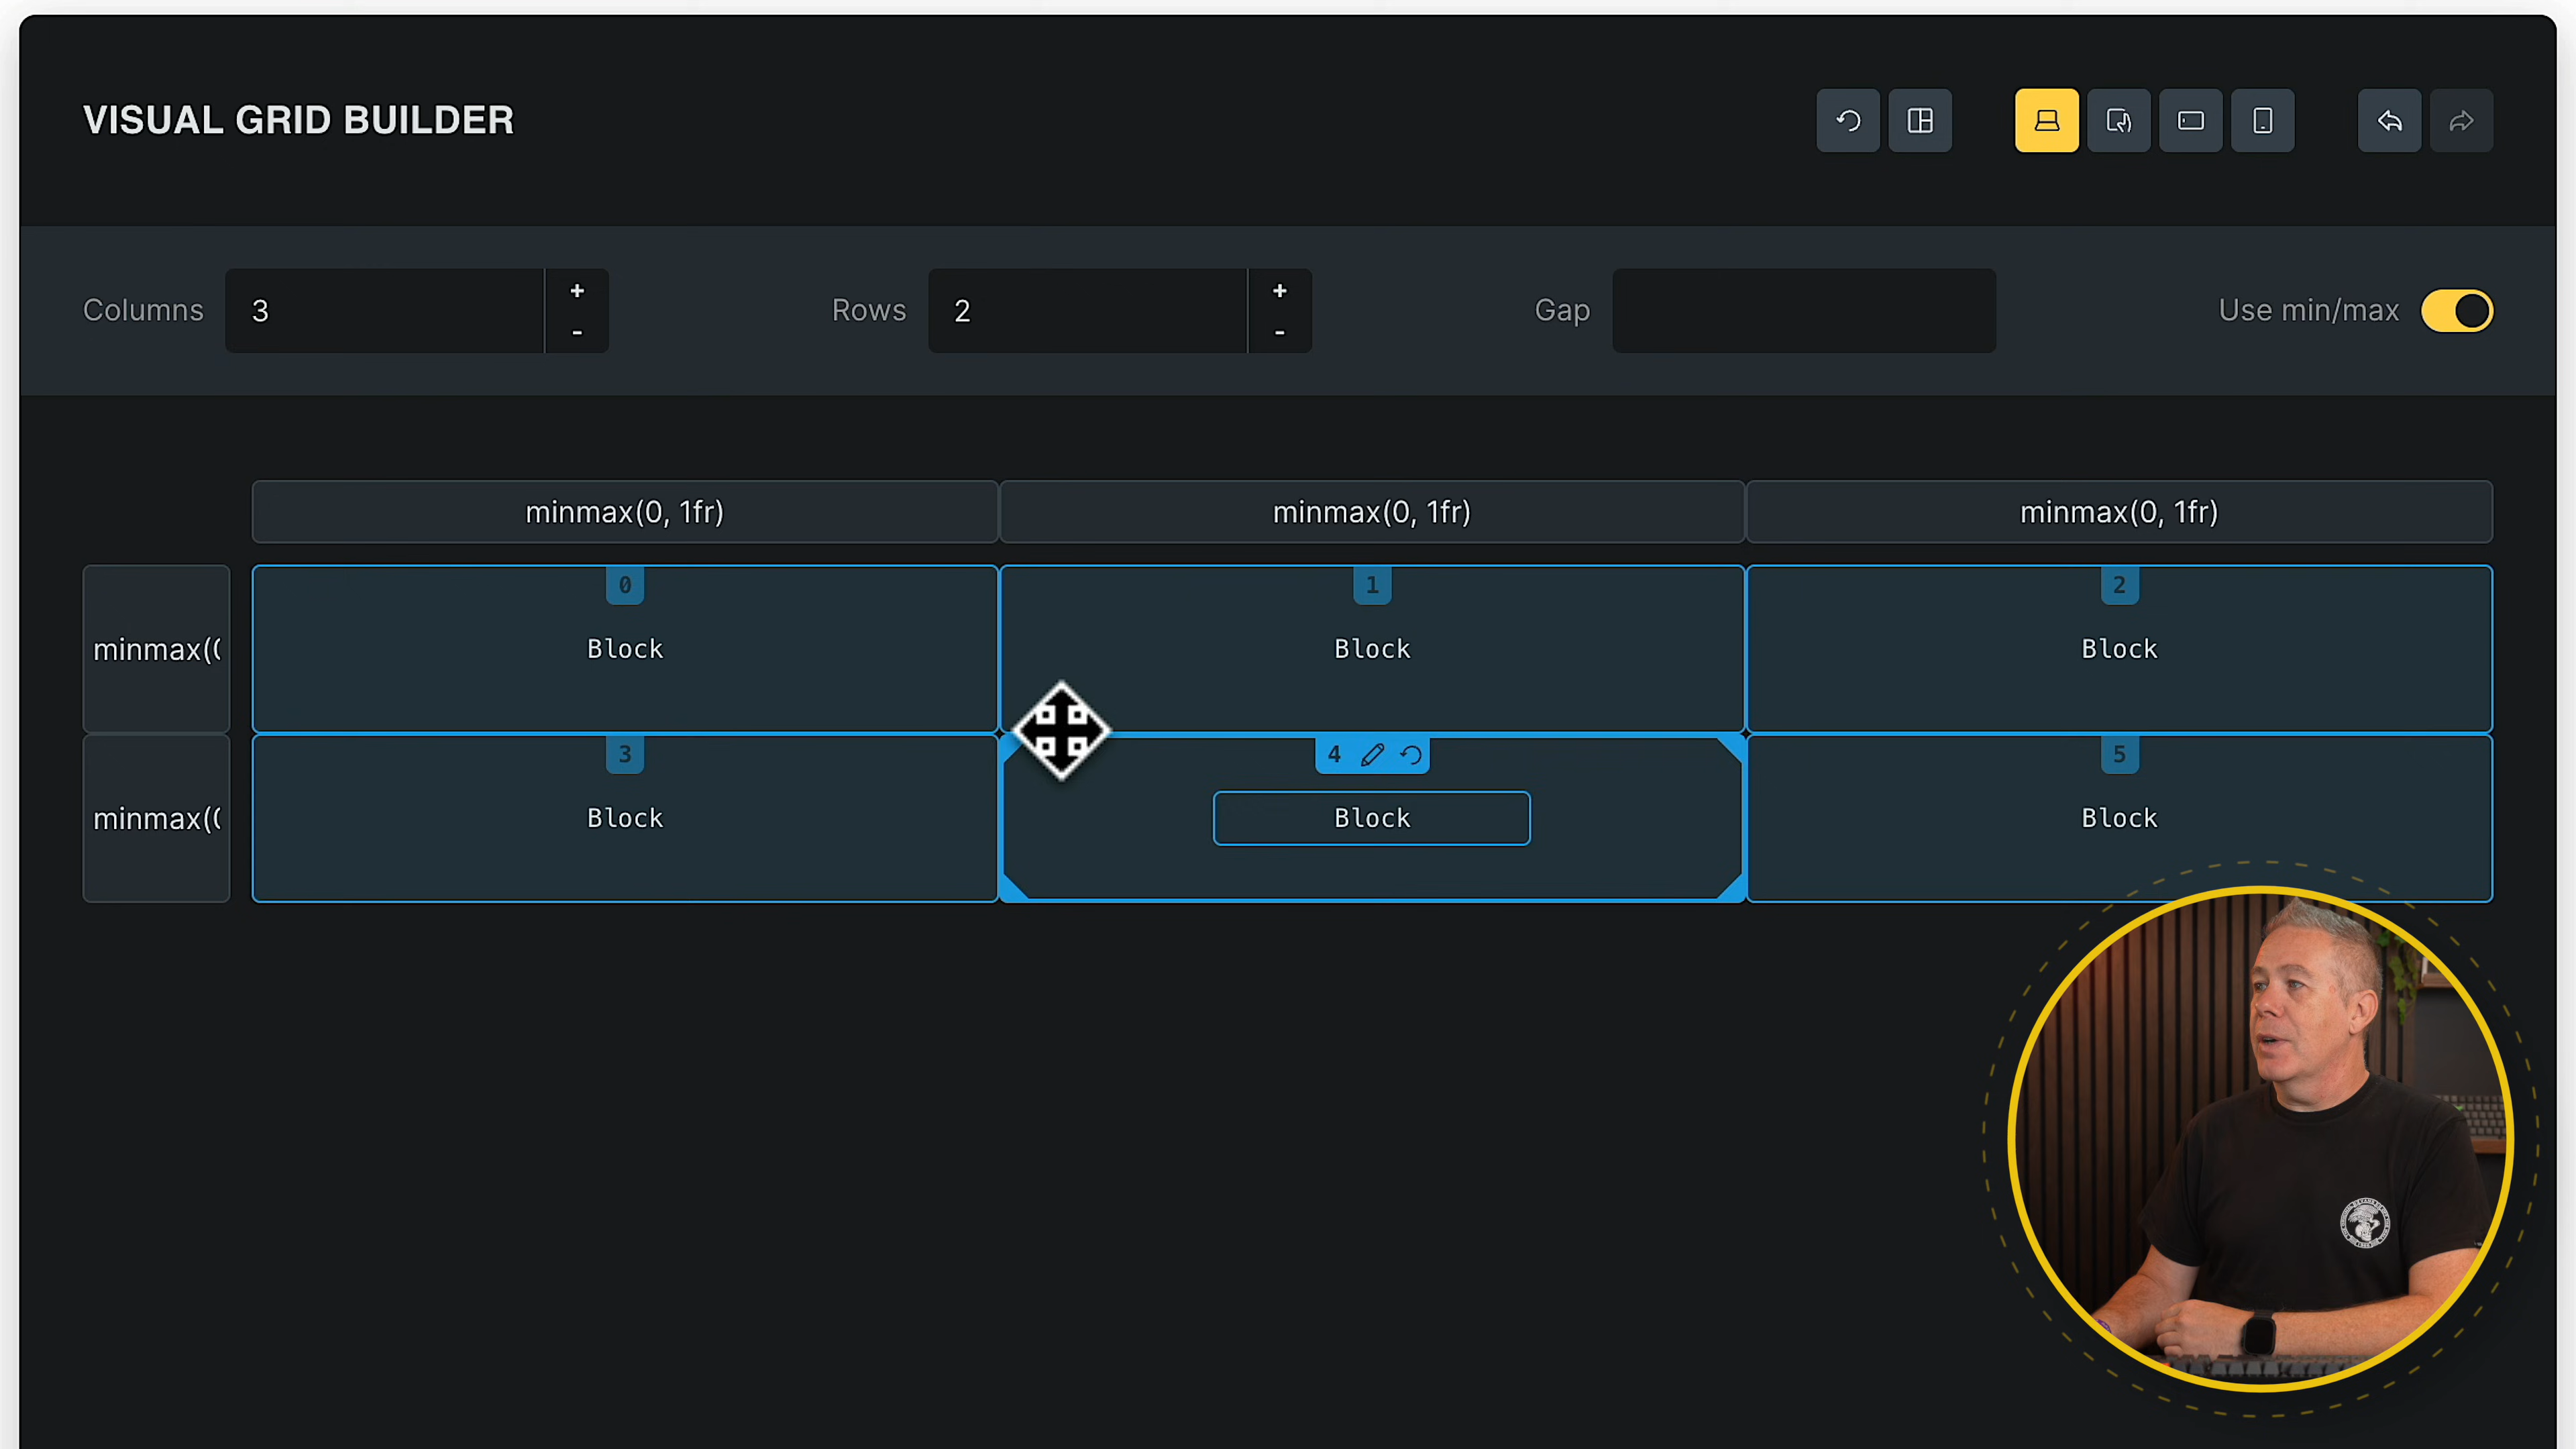 VISUAL GRID BUILDER
Columns 3 + -
Rows 2 + -
Gap
Use min/max
minmax(0, 1fr) minmax(0, 1fr) minmax(0, 1fr)
minmax((
0 1 2
Block Block Block
minmax((
3 4 5
Block Block Block